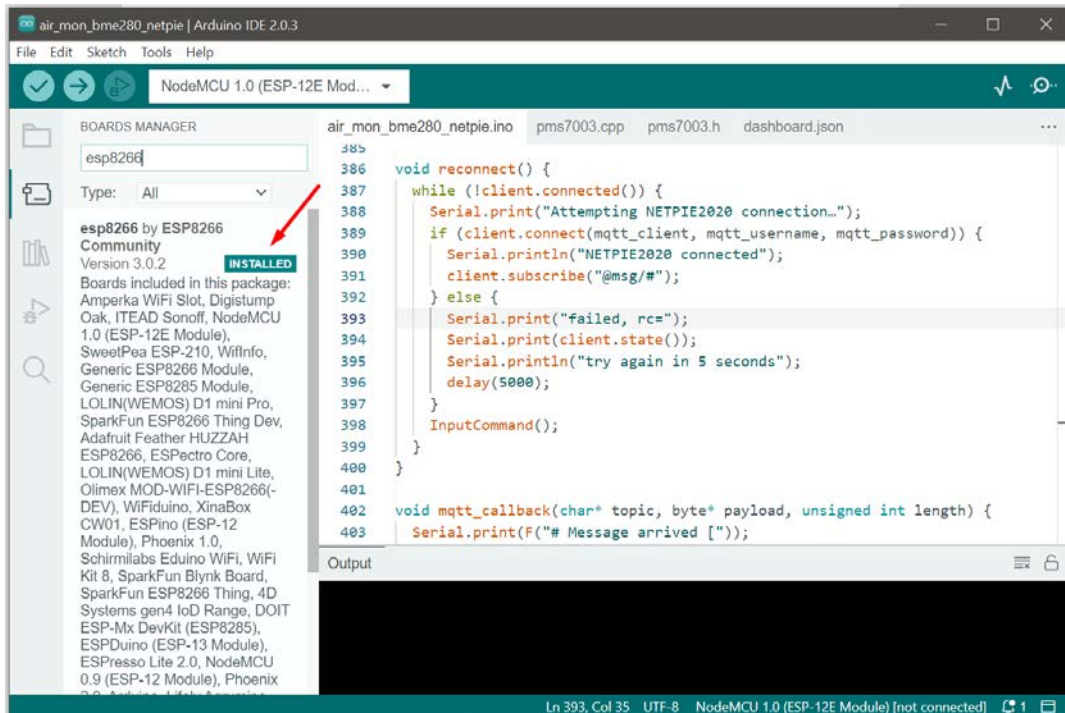 air_mon_bme280_netpie | Arduino IDE 2.0.3
File Edit Sketch Tools Help
NodeMCU 1.0 (ESP-12E Mod...
BOARDS MANAGER
esp8266
Type: All
esp8266 by ESP8266
Community
Version 3.0.2 INSTALLED
Boards included in this package:
Amperka WiFi Slot, Digistump
Oak, ITEAD Sonoff, NodeMCU
1.0 (ESP-12E Module),
SweetPea ESP-210, WifInfo,
Generic ESP8266 Module,
Generic ESP8285 Module,
LOLIN(WEMOS) D1 mini Pro,
SparkFun ESP8266 Thing Dev,
Adafruit Feather HUZZAH
ESP8266, ESPectro Core,
LOLIN(WEMOS) D1 mini Lite,
Olimex MOD-WIFI-ESP8266(-
DEV), WiFiduino, XinaBox
CW01, ESPino (ESP-12
Module), Phoenix 1.0,
Schirmilabs Eduino WiFi, WiFi
Kit 8, SparkFun Blynk Board,
SparkFun ESP8266 Thing, 4D
Systems gen4 IoD Range, DOIT
ESP-Mx DevKit (ESP8285),
ESPDuino (ESP-13 Module),
ESPresso Lite 2.0, NodeMCU
0.9 (ESP-12 Module), Phoenix
air_mon_bme280_netpie.ino pms7003.cpp pms7003.h dashboard.json ...
385
386 void reconnect() {
387 while (!client.connected()) {
388 Serial.print("Attempting NETPIE2020 connection…");
389 if (client.connect(mqtt_client, mqtt_username, mqtt_password)) {
390 Serial.println("NETPIE2020 connected");
391 client.subscribe("@msg/#");
392 } else {
393 Serial.print("failed, rc=");
394 Serial.print(client.state());
395 Serial.println("try again in 5 seconds");
396 delay(5000);
397 }
398 InputCommand();
399 }
400 }
401
402 void mqtt_callback(char* topic, byte* payload, unsigned int length) {
403 Serial.print(F("# Message arrived ["));
Output
Ln 393, Col 35 UTF-8 NodeMCU 1.0 (ESP-12E Module) [not connected] 1